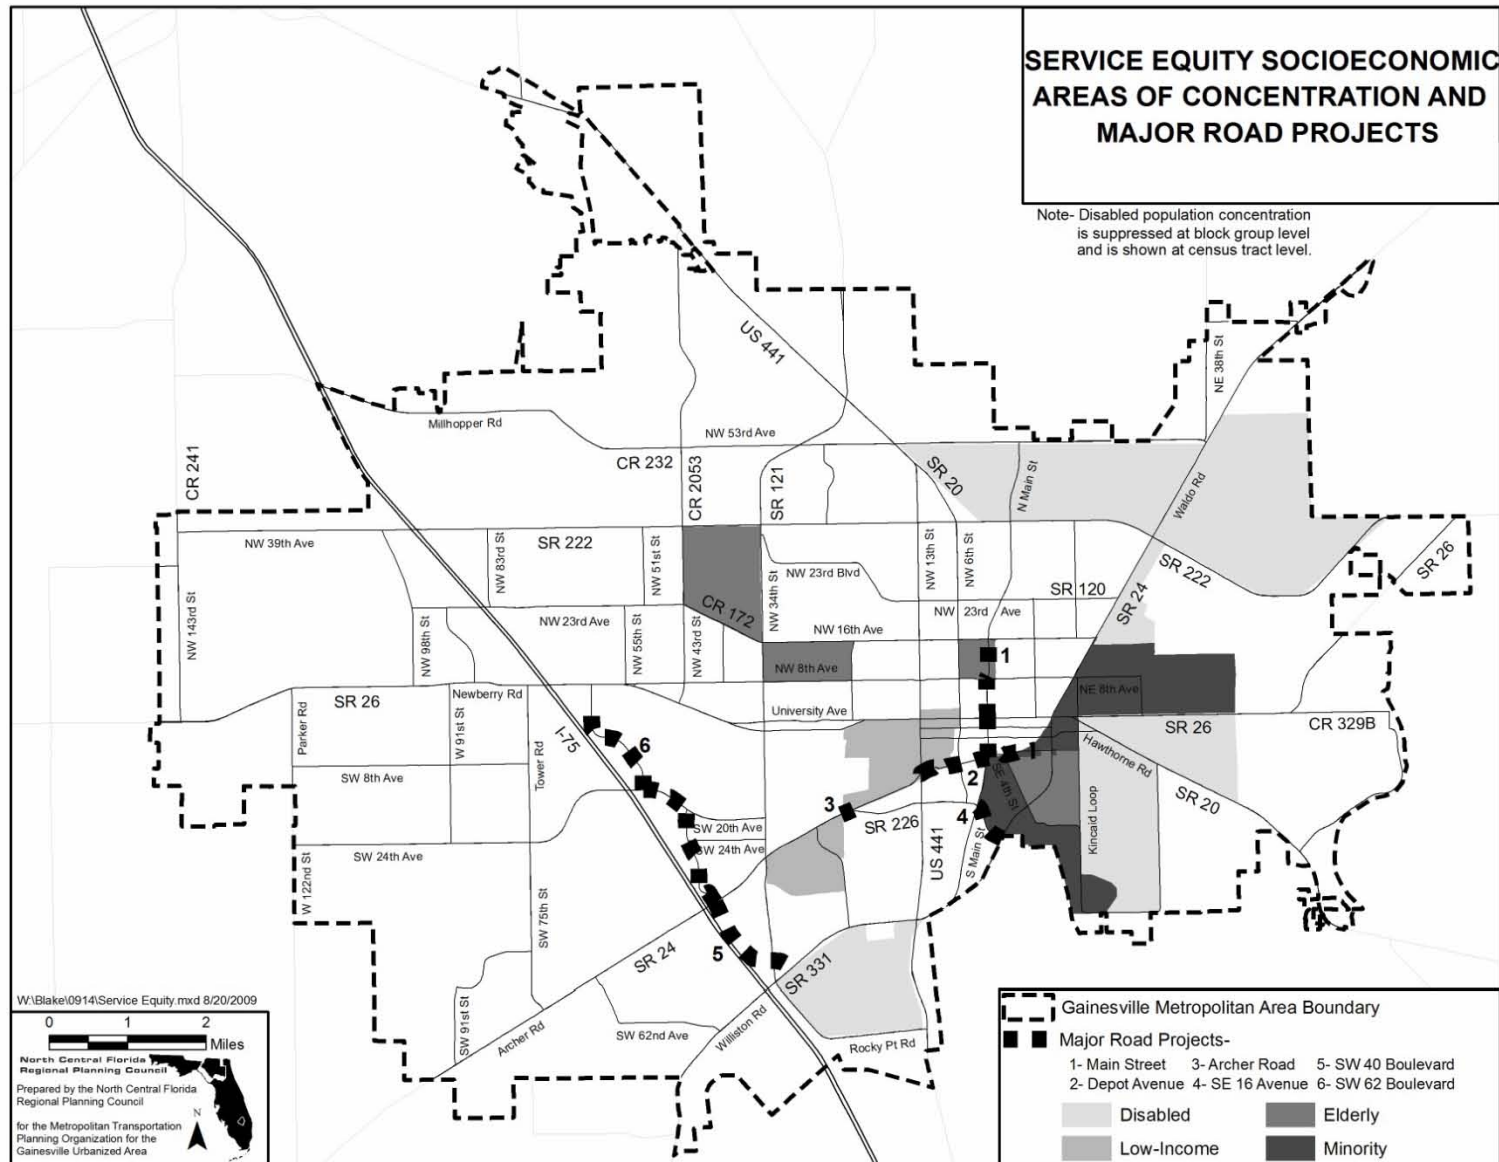 SERVICE EQUITY SOCIOECONOMIC
AREAS OF CONCENTRATION AND
MAJOR ROAD PROJECTS
Note- Disabled population concentration
is suppressed at block group level
and is shown at census tract level.
US 441
NE 38th St
Millhopper Rd
NW 53rd Ave
CR 232
CR 241
CR 2053
SR 121
SR 20
N Main St
Waldo Rd
NW 39th Ave
SR 222
NW 83rd St
NW 51st St
NW 13th St
NW 6th St
SR 222
SR 26
NW 23rd Blvd
SR 120
SR 24
NW 143rd St
NW 98th St
NW 23rd Ave
NW 55th St
NW 43rd St
CR 172
NW 34th St
NW 23rd Ave
NW 16th Ave
NW 8th Ave
1
NE 8th Ave
SR 26
Newberry Rd
Parker Rd
W 91st St
University Ave
SR 26
CR 329B
I-75
6
Tower Rd
SW 8th Ave
Hawthorne Rd
2
SE 4th St
SR 20
3
4
SR 226
SW 20th Ave
SW 24th Ave
SW 24th Ave
US 441
S Main St
Kincaid Loop
W 122nd St
SW 75th St
5
SR 24
SR 331
SW 91st St
Archer Rd
SW 62nd Ave
Williston Rd
Rocky Pt Rd
W:\Blake\0914\Service Equity.mxd 8/20/2009
0 1 2
Miles
North Central Florida
Regional Planning Council
Prepared by the North Central Florida
Regional Planning Council
N
for the Metropolitan Transportation
Planning Organization for the
Gainesville Urbanized Area
Gainesville Metropolitan Area Boundary
Major Road Projects-
1- Main Street 3- Archer Road 5- SW 40 Boulevard
2- Depot Avenue 4- SE 16 Avenue 6- SW 62 Boulevard
Disabled Elderly
Low-Income Minority